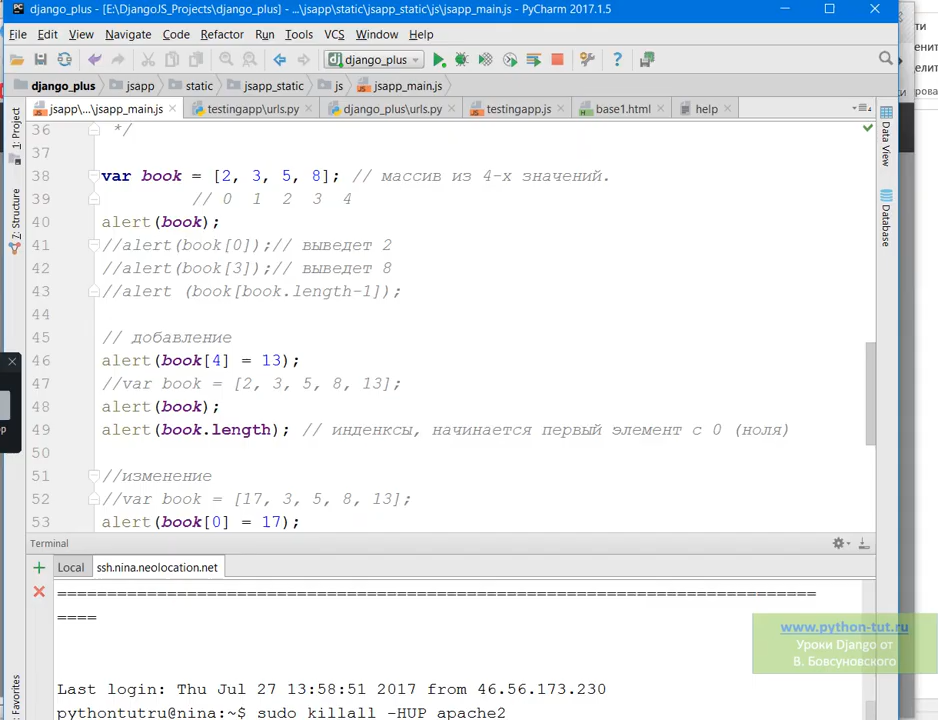 django_plus - [E:\DjangoJS_Projects\django_plus] - ...\jsapp\static\jsapp_static\js\jsapp_main.js - PyCharm 2017.1.5
File Edit View Navigate Code Refactor Run Tools VCS Window Help
django_plus
django_plus jsapp static jsapp_static js jsapp_main.js
jsapp\...\jsapp_main.js testingapp\urls.py django_plus\urls.py testingapp.js base1.html help
1: Project
Z: Structure
Favorites
Data View
Database
36 */
37
38 var book = [2, 3, 5, 8]; // массив из 4-х значений.
39 // 0 1 2 3 4
40 alert(book);
41 //alert(book[0]);// выведет 2
42 //alert(book[3]);// выведет 8
43 //alert (book[book.length-1]);
44
45 // добавление
46 alert(book[4] = 13);
47 //var book = [2, 3, 5, 8, 13];
48 alert(book);
49 alert(book.length); // инденксы, начинается первый элемент с 0 (ноля)
50
51 //изменение
52 //var book = [17, 3, 5, 8, 13];
53 alert(book[0] = 17);
Terminal
Local ssh.nina.neolocation.net
================================================================================
====
www.python-tut.ru
Уроки Django от
В. Бовсуновского
Last login: Thu Jul 27 13:58:51 2017 from 46.56.173.230
pythontutru@nina:~$ sudo killall -HUP apache2